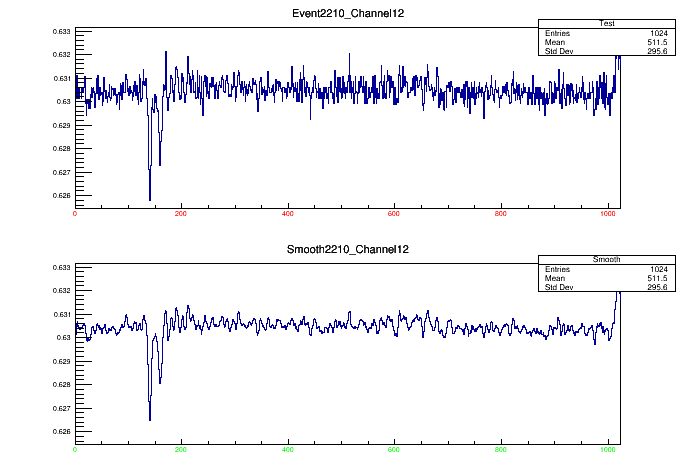 Event2210_Channel12
Test
Entries 1024
Mean 511.5
Std Dev 295.6
0.633
0.632
0.631
0.63
0.629
0.628
0.627
0.626
0 200 400 600 800 1000
Smooth2210_Channel12
Smooth
Entries 1024
Mean 511.5
Std Dev 295.6
0.633
0.632
0.631
0.63
0.629
0.628
0.627
0.626
0 200 400 600 800 1000